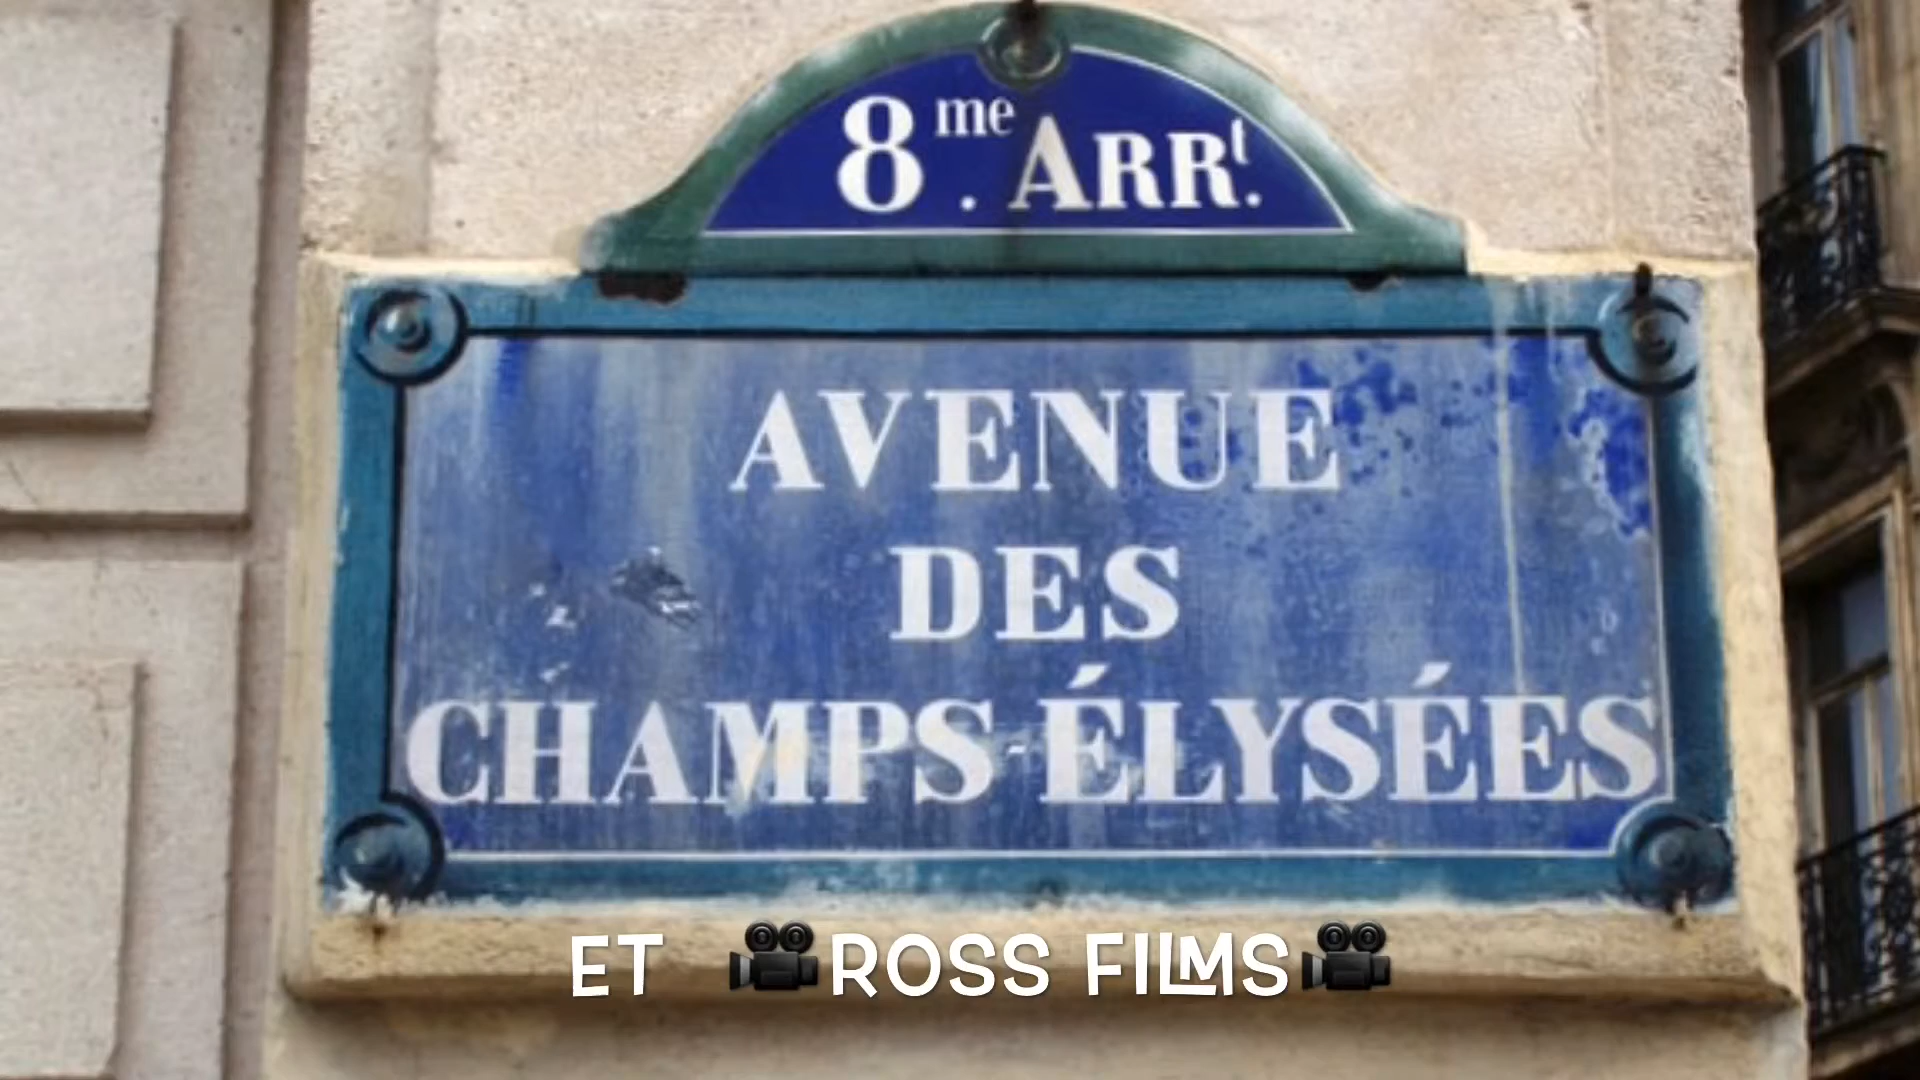 8me. ARRt.
AVENUE
DES
CHAMPS-ÉLYSÉES
ET 🎥ROSS FILMS🎥